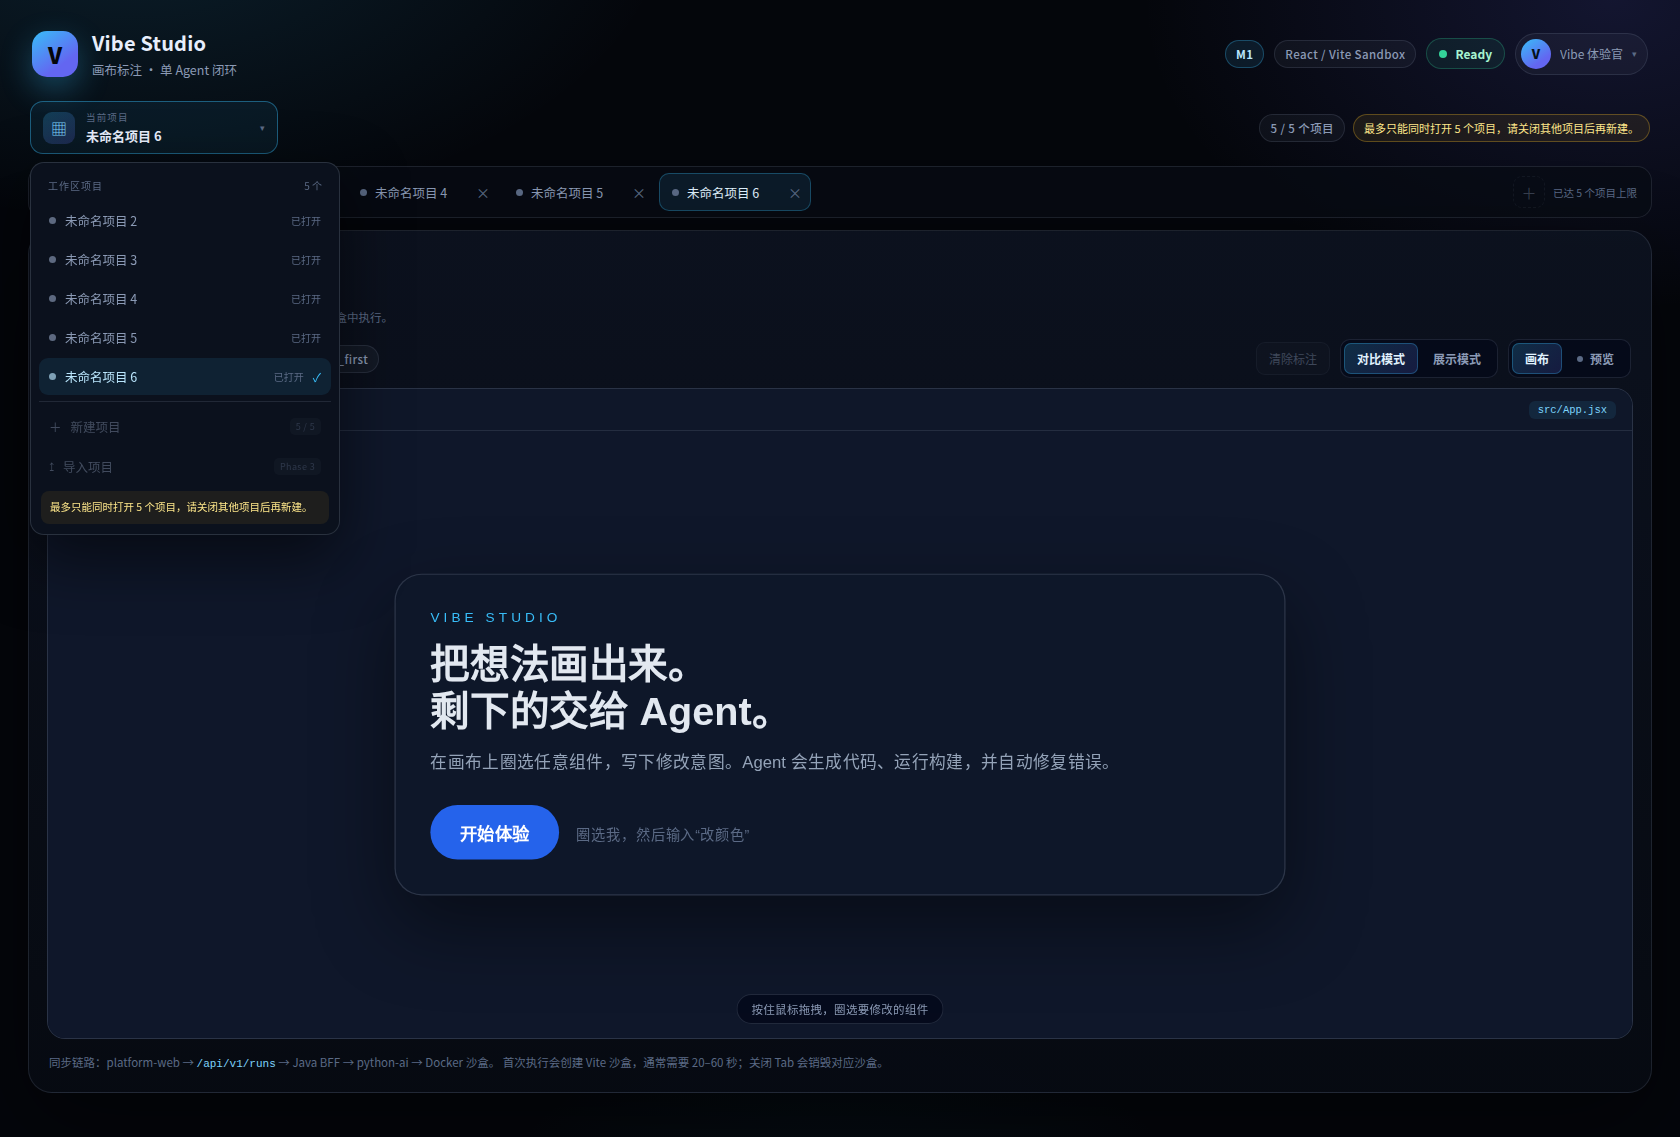 V
Vibe Studio
画布标注 · 单 Agent 闭环
M1
React / Vite Sandbox
Ready
V
Vibe 体验官
当前项目
未命名项目 6
5 / 5 个项目
最多只能同时打开 5 个项目，请关闭其他项目后再新建。
未命名项目 4 ×
未命名项目 5 ×
未命名项目 6 ×
+
已达 5 个项目上限
工作区项目 5 个
未命名项目 2 已打开
未命名项目 3 已打开
未命名项目 4 已打开
未命名项目 5 已打开
未命名项目 6 已打开 ✓
+ 新建项目 5 / 5
↥ 导入项目 Phase 3
最多只能同时打开 5 个项目，请关闭其他项目后再新建。
盒中执行。
_first
清除标注
对比模式
展示模式
画布
预览
src/App.jsx
VIBE STUDIO
把想法画出来。
剩下的交给 Agent。
在画布上圈选任意组件，写下修改意图。Agent 会生成代码、运行构建，并自动修复错误。
开始体验
圈选我，然后输入“改颜色”
按住鼠标拖拽，圈选要修改的组件
同步链路：platform-web → /api/v1/runs → Java BFF → python-ai → Docker 沙盒。 首次执行会创建 Vite 沙盒，通常需要 20–60 秒；关闭 Tab 会销毁对应沙盒。